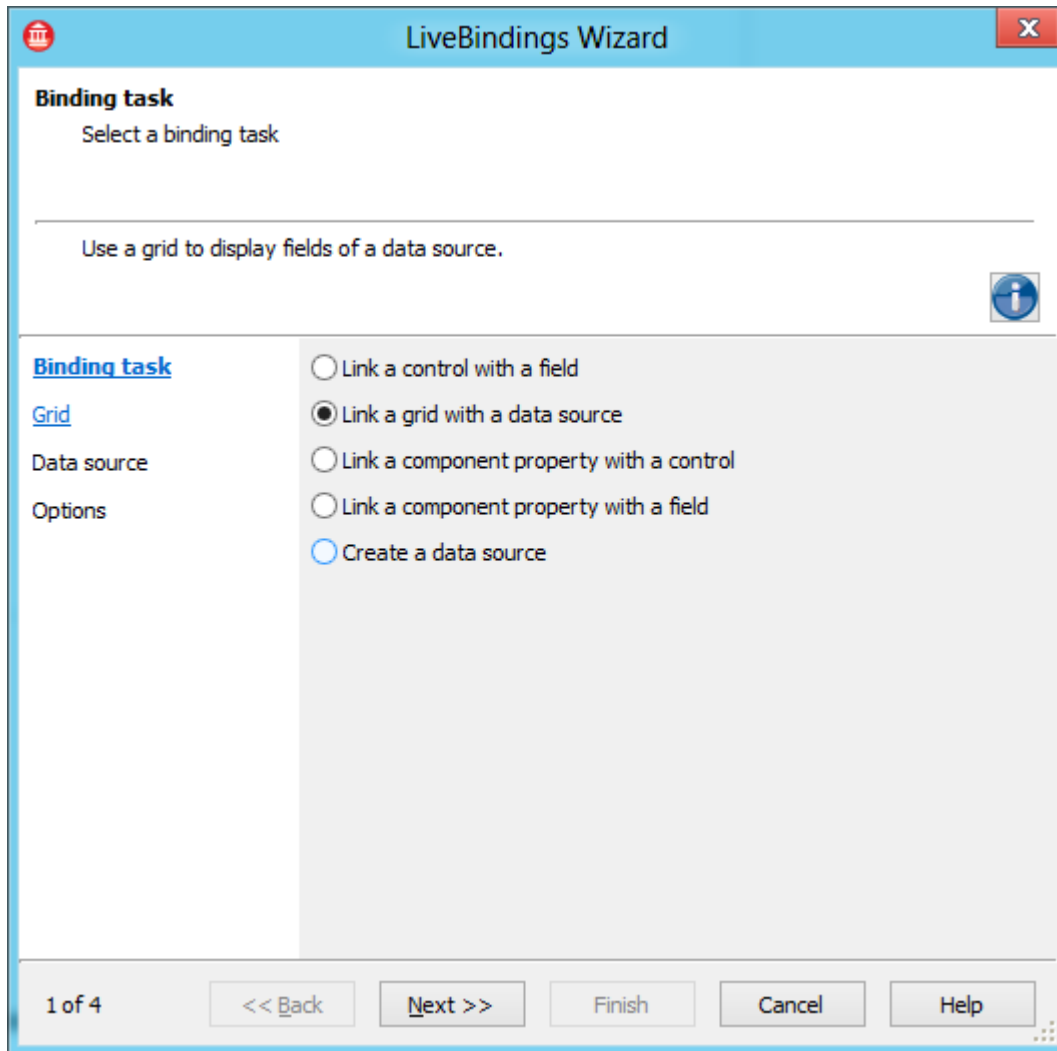 LiveBindings Wizard
x
Binding task
Select a binding task
Use a grid to display fields of a data source.
i
Binding task
Grid
Data source
Options
Link a control with a field
Link a grid with a data source
Link a component property with a control
Link a component property with a field
Create a data source
1 of 4 << Back Next >> Finish Cancel Help